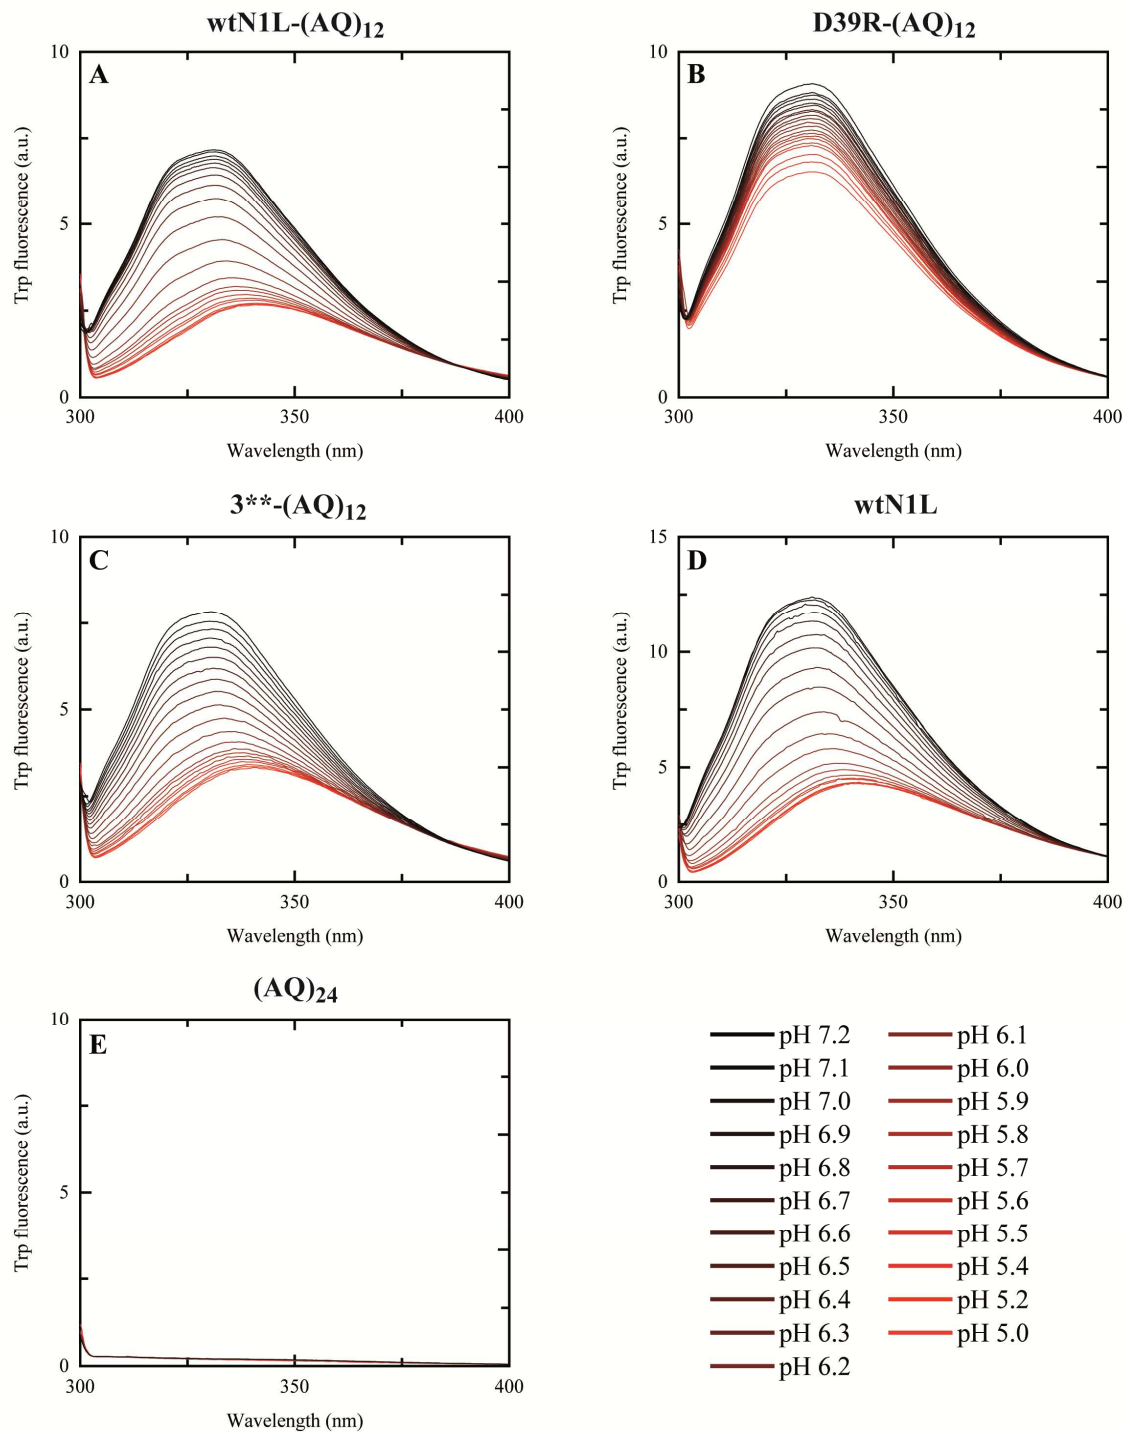 wtN1L-(AQ)12
A
10
5
0
300
350
400
Trp fluorescence (a.u.)
Wavelength (nm)
D39R-(AQ)12
B
10
5
0
300
350
400
Trp fluorescence (a.u.)
Wavelength (nm)
3**-(AQ)12
C
10
5
0
300
350
400
Trp fluorescence (a.u.)
Wavelength (nm)
wtN1L
D
15
10
5
0
300
350
400
Trp fluorescence (a.u.)
Wavelength (nm)
(AQ)24
E
10
5
0
300
350
400
Trp fluorescence (a.u.)
Wavelength (nm)
pH 7.2
pH 7.1
pH 7.0
pH 6.9
pH 6.8
pH 6.7
pH 6.6
pH 6.5
pH 6.4
pH 6.3
pH 6.2
pH 6.1
pH 6.0
pH 5.9
pH 5.8
pH 5.7
pH 5.6
pH 5.5
pH 5.4
pH 5.2
pH 5.0